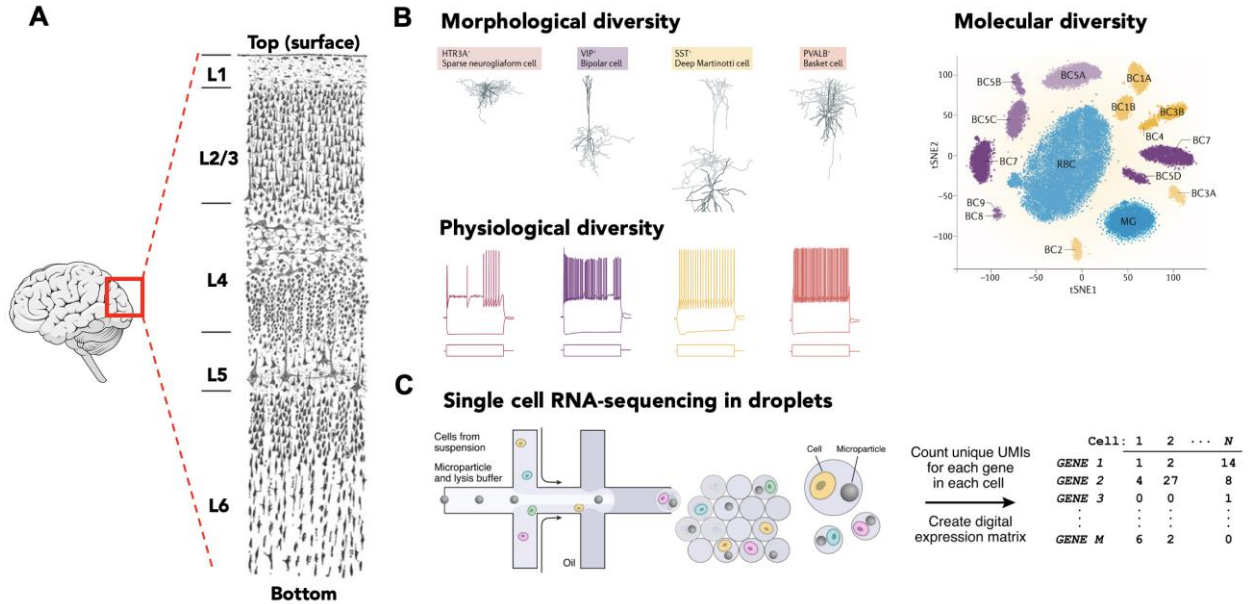 A
Top (surface)
L1
L2/3
L4
L5
L6
Bottom
B
Morphological diversity
HTR3A+
Sparse neurogliaform cell
VIP+
Bipolar cell
SST+
Deep Martinotti cell
PVALB+
Basket cell
Physiological diversity
Molecular diversity
tSNE2
100
50
0
−50
−100
BC5B
BC5A
BC1A
BC5C
BC1B
BC3B
BC4
BC7
RBC
BC7
BC5D
BC3A
BC9
BC8
MG
BC2
−100
−50
0
50
100
tSNE1
C
Single cell RNA-sequencing in droplets
Cells from
suspension
Microparticle
and lysis buffer
Oil
Cell
Microparticle
Count unique UMIs
for each gene
in each cell
Create digital
expression matrix
Cell: 1 2 ··· N
GENE 1 1 2 14
GENE 2 4 27 8
GENE 3 0 0 1
GENE M 6 2 0